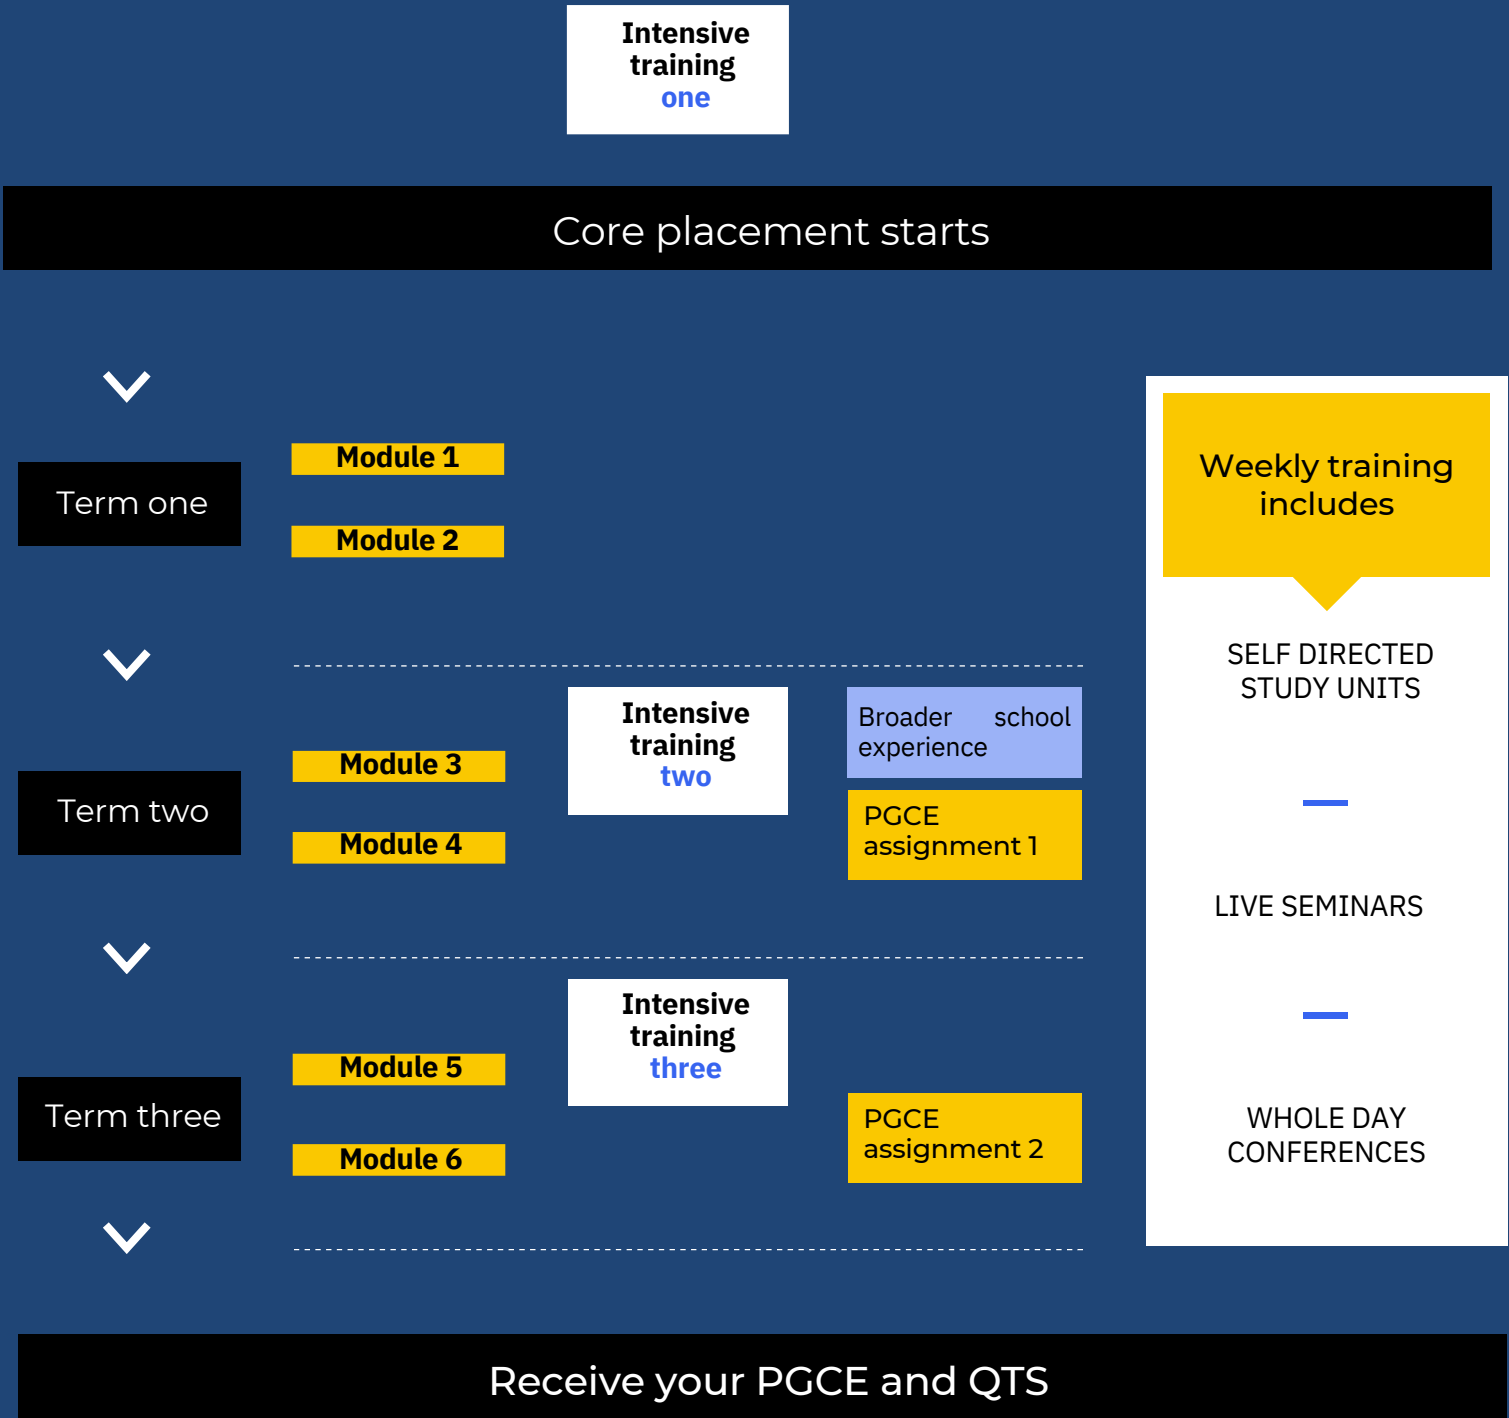 Intensive
training
one
Core placement starts
Term one
Module 1
Module 2
Term two
Module 3
Module 4
Intensive
training
two
Broader school
experience
PGCE
assignment 1
Term three
Module 5
Module 6
Intensive
training
three
PGCE
assignment 2
Weekly training
includes
SELF DIRECTED
STUDY UNITS
LIVE SEMINARS
WHOLE DAY
CONFERENCES
Receive your PGCE and QTS